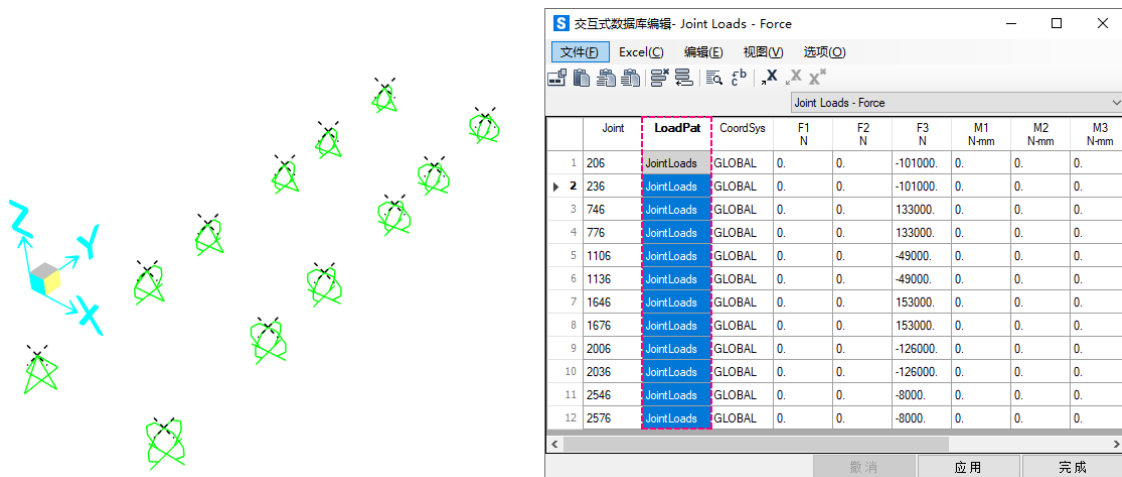 Z
Y
X
S 交互式数据库编辑- Joint Loads - Force
文件(F) Excel(C) 编辑(E) 视图(V) 选项(O)
Joint Loads - Force
Joint LoadPat CoordSys F1 N F2 N F3 N M1 N-mm M2 N-mm M3 N-mm
1 206 JointLoads GLOBAL 0. 0. -101000. 0. 0. 0.
2 236 JointLoads GLOBAL 0. 0. -101000. 0. 0. 0.
3 746 JointLoads GLOBAL 0. 0. 133000. 0. 0. 0.
4 776 JointLoads GLOBAL 0. 0. 133000. 0. 0. 0.
5 1106 JointLoads GLOBAL 0. 0. -49000. 0. 0. 0.
6 1136 JointLoads GLOBAL 0. 0. -49000. 0. 0. 0.
7 1646 JointLoads GLOBAL 0. 0. 153000. 0. 0. 0.
8 1676 JointLoads GLOBAL 0. 0. 153000. 0. 0. 0.
9 2006 JointLoads GLOBAL 0. 0. -126000. 0. 0. 0.
10 2036 JointLoads GLOBAL 0. 0. -126000. 0. 0. 0.
11 2546 JointLoads GLOBAL 0. 0. -8000. 0. 0. 0.
12 2576 JointLoads GLOBAL 0. 0. -8000. 0. 0. 0.
撤消 应用 完成